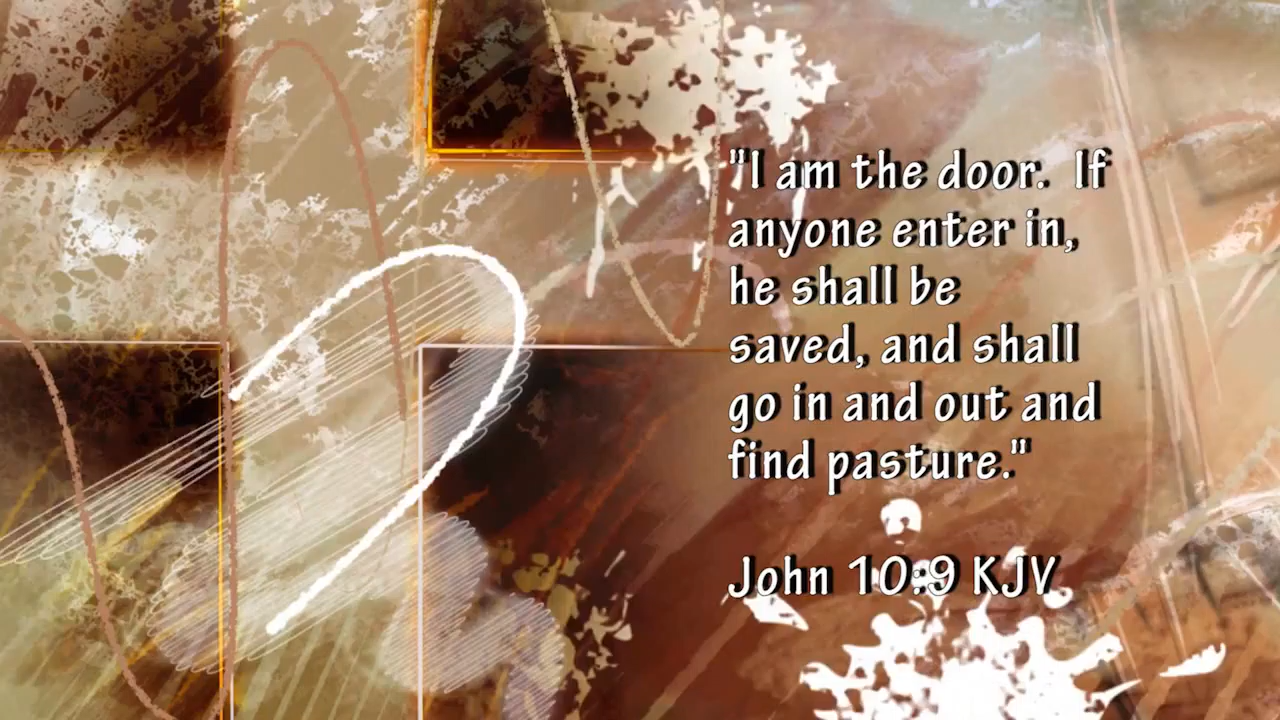 "I am the door.  If
anyone enter in,
he shall be
saved, and shall
go in and out and
find pasture."
John 10:9 KJV